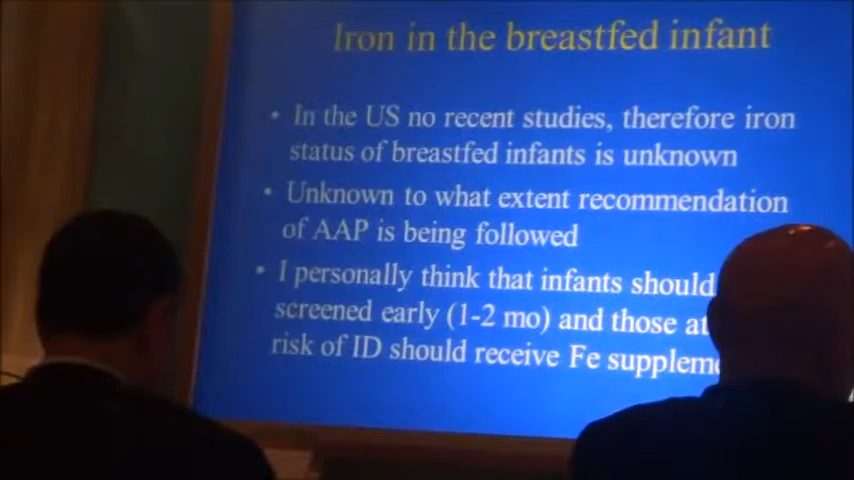 Iron in the breastfed infant
• In the US no recent studies, therefore iron
status of breastfed infants is unknown
• Unknown to what extent recommendation
of AAP is being followed
• I personally think that infants should
screened early (1-2 mo) and those at
risk of ID should receive Fe supplem